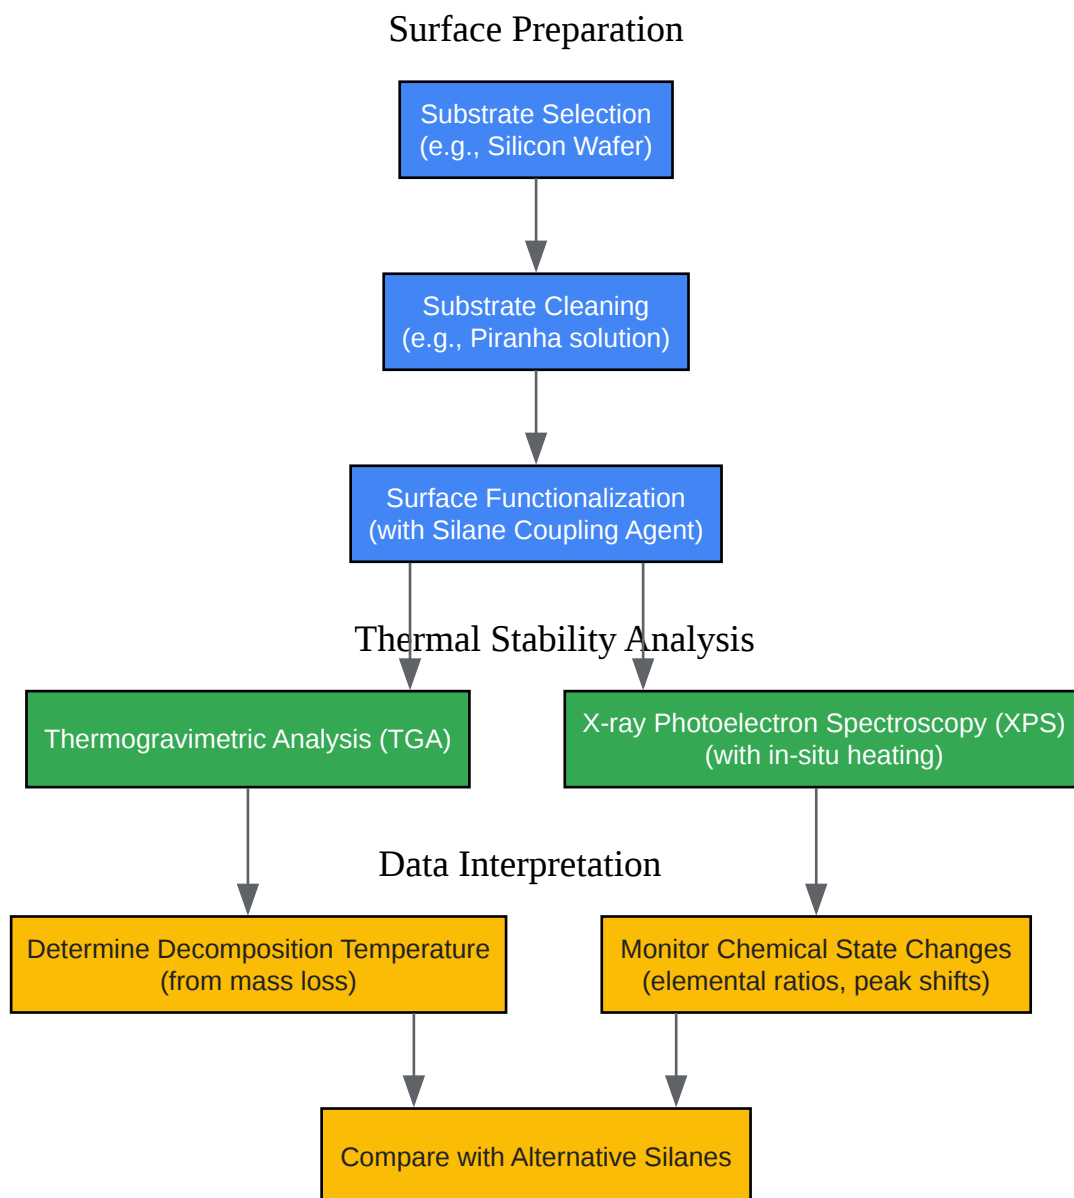 Surface Preparation
Substrate Selection
(e.g., Silicon Wafer)
Substrate Cleaning
(e.g., Piranha solution)
Surface Functionalization
(with Silane Coupling Agent)
Thermal Stability Analysis
Thermogravimetric Analysis (TGA)
X-ray Photoelectron Spectroscopy (XPS)
(with in-situ heating)
Data Interpretation
Determine Decomposition Temperature
(from mass loss)
Monitor Chemical State Changes
(elemental ratios, peak shifts)
Compare with Alternative Silanes